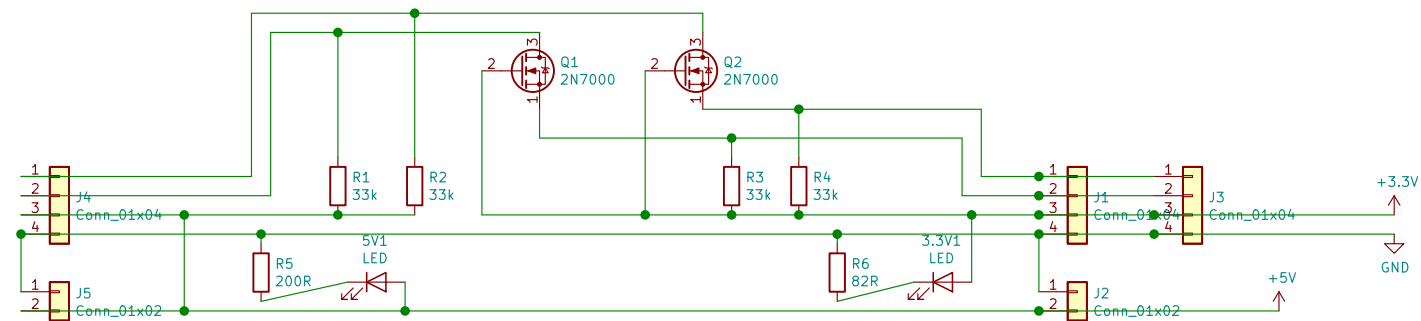 3
3
2
Q1
2N7000
2
Q2
2N7000
1
1
1
2
3
4
J4
Conn_01x04
R1
33k
R2
33k
R3
33k
R4
33k
1
2
3
4
J1
Conn_01x04
1
2
3
4
J3
Conn_01x04
+3.3V
GND
R5
200R
5V1
LED
R6
82R
3.3V1
LED
1
2
J5
Conn_01x02
1
2
J2
Conn_01x02
+5V